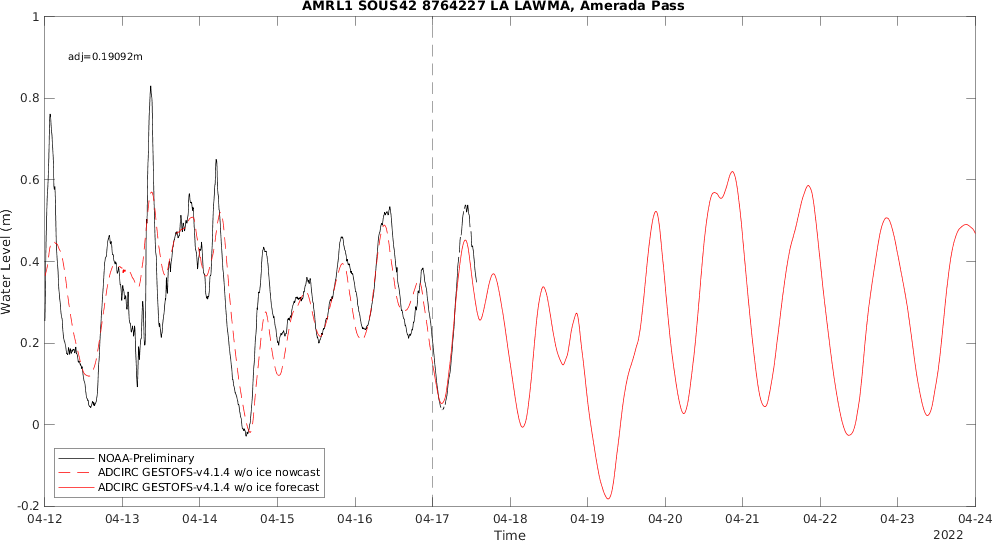 AMRL1 SOUS42 8764227 LA LAWMA, Amerada Pass
adj=0.19092m
Water Level (m)
1
0.8
0.6
0.4
0.2
0
-0.2
NOAA-Preliminary
ADCIRC GESTOFS-v4.1.4 w/o ice nowcast
ADCIRC GESTOFS-v4.1.4 w/o ice forecast
04-12 04-13 04-14 04-15 04-16 04-17 04-18 04-19 04-20 04-21 04-22 04-23 04-24
Time
2022